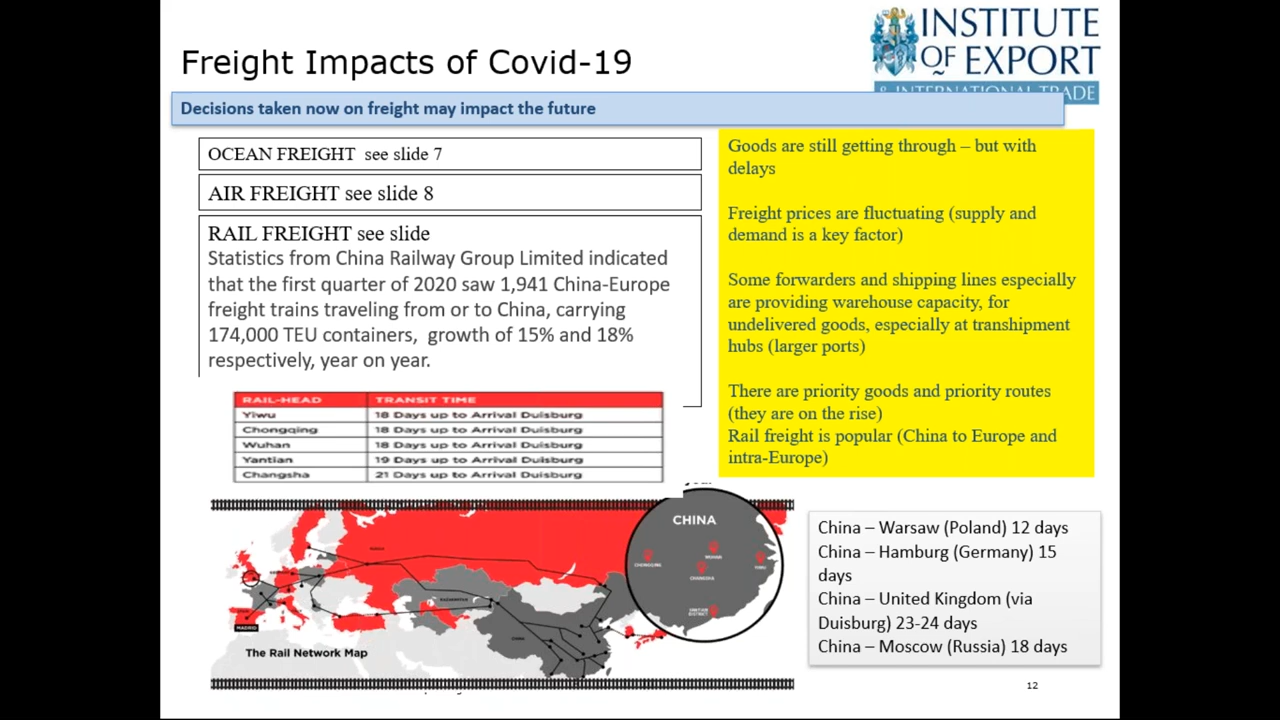 INSTITUTE
OF EXPORT
& INTERNATIONAL TRADE
Freight Impacts of Covid-19
Decisions taken now on freight may impact the future
OCEAN FREIGHT see slide 7
AIR FREIGHT see slide 8
RAIL FREIGHT see slide
Statistics from China Railway Group Limited indicated
that the first quarter of 2020 saw 1,941 China-Europe
freight trains traveling from or to China, carrying
174,000 TEU containers, growth of 15% and 18%
respectively, year on year.
RAIL-HEAD TRANSIT TIME
Yiwu 18 Days up to Arrival Duisburg
Chongqing 18 Days up to Arrival Duisburg
Wuhan 18 Days up to Arrival Duisburg
Yantian 19 Days up to Arrival Duisburg
Changsha 21 Days up to Arrival Duisburg
Goods are still getting through – but with
delays
Freight prices are fluctuating (supply and
demand is a key factor)
Some forwarders and shipping lines especially
are providing warehouse capacity, for
undelivered goods, especially at transhipment
hubs (larger ports)
There are priority goods and priority routes
(they are on the rise)
Rail freight is popular (China to Europe and
intra-Europe)
CHINA
CHONGQING
WUHAN
YIWU
CHANGSHA
RUSSIA
KAZAKHSTAN
CHINA
MADRID
The Rail Network Map
China – Warsaw (Poland) 12 days
China – Hamburg (Germany) 15
days
China – United Kingdom (via
Duisburg) 23-24 days
China – Moscow (Russia) 18 days
12